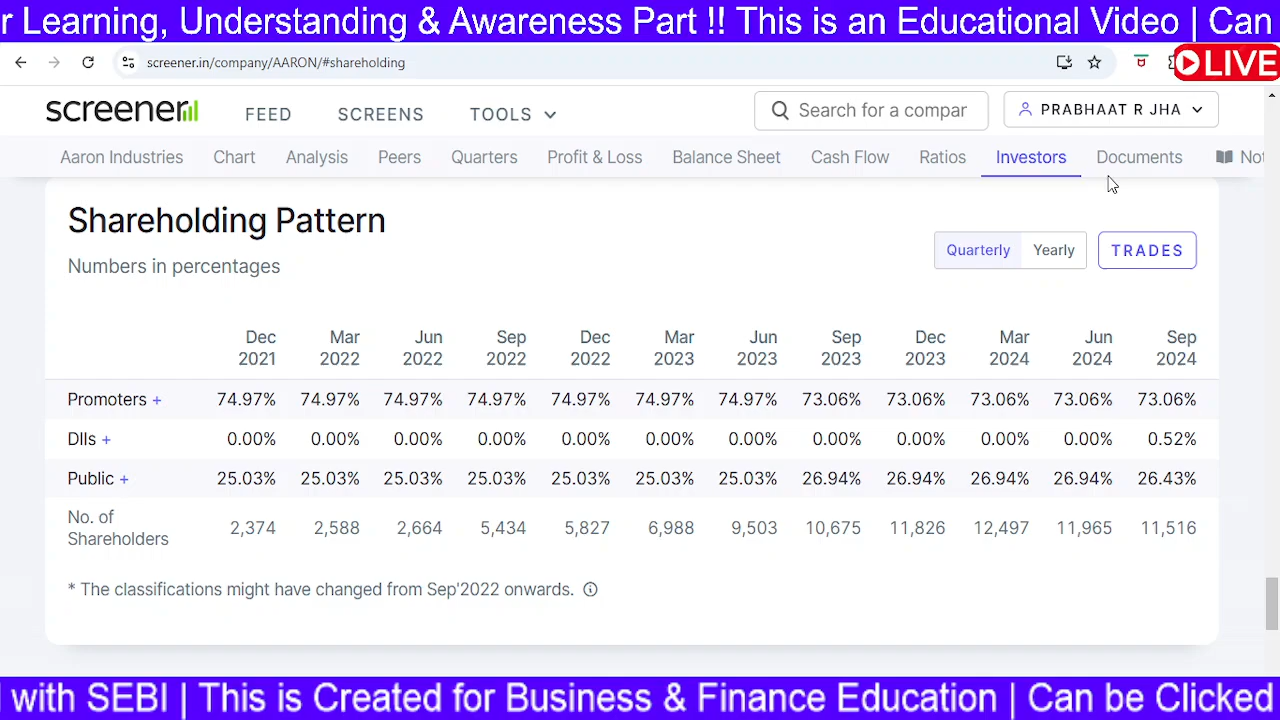 r Learning, Understanding & Awareness Part !! This is an Educational Video | Can
screener.in/company/AARON/#shareholding
LIVE
screener
FEED SCREENS TOOLS
Search for a compar
PRABHAAT R JHA
Aaron Industries Chart Analysis Peers Quarters Profit & Loss Balance Sheet Cash Flow Ratios Investors Documents Not
Shareholding Pattern
Numbers in percentages
Quarterly Yearly TRADES
Dec Mar Jun Sep Dec Mar Jun Sep Dec Mar Jun Sep
2021 2022 2022 2022 2022 2023 2023 2023 2023 2024 2024 2024
Promoters + 74.97% 74.97% 74.97% 74.97% 74.97% 74.97% 74.97% 73.06% 73.06% 73.06% 73.06% 73.06%
DIIs + 0.00% 0.00% 0.00% 0.00% 0.00% 0.00% 0.00% 0.00% 0.00% 0.00% 0.00% 0.52%
Public + 25.03% 25.03% 25.03% 25.03% 25.03% 25.03% 25.03% 26.94% 26.94% 26.94% 26.94% 26.43%
No. of
Shareholders 2,374 2,588 2,664 5,434 5,827 6,988 9,503 10,675 11,826 12,497 11,965 11,516
* The classifications might have changed from Sep'2022 onwards.
with SEBI | This is Created for Business & Finance Education | Can be Clicked